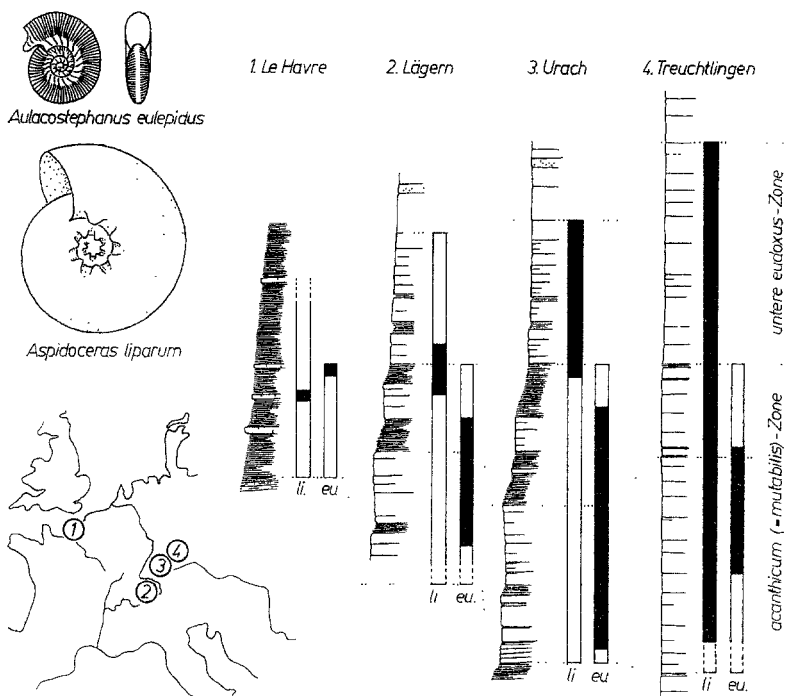 Aulacostephanus eulepidus
Aspidoceras liparum
1
2
3
4
1. Le Havre
li.
eu
2. Lägern
li
eu.
3. Urach
li
eu.
4. Treuchtlingen
li
eu.
untere eudoxus-Zone
acanthicum (=mutabilis)-Zone